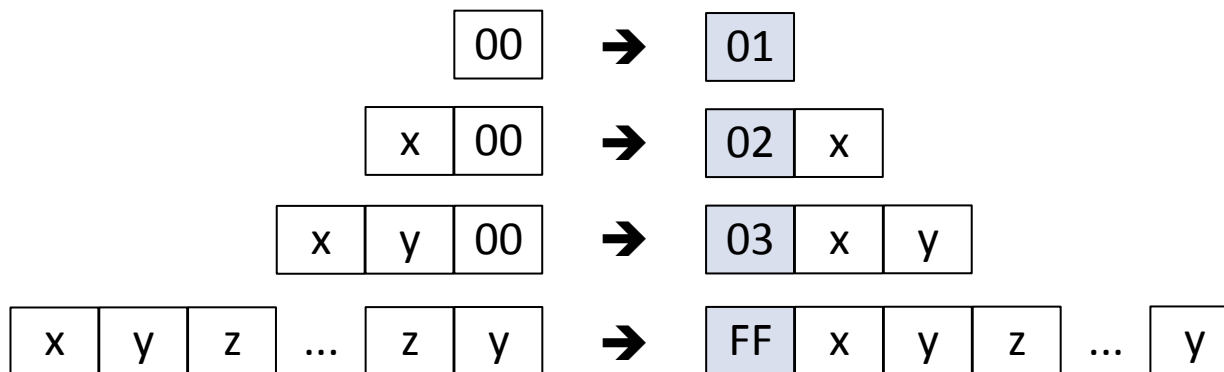 00 ➔ 01
x 00 ➔ 02 x
x y 00 ➔ 03 x y
x y z ... z y ➔ FF x y z ... y